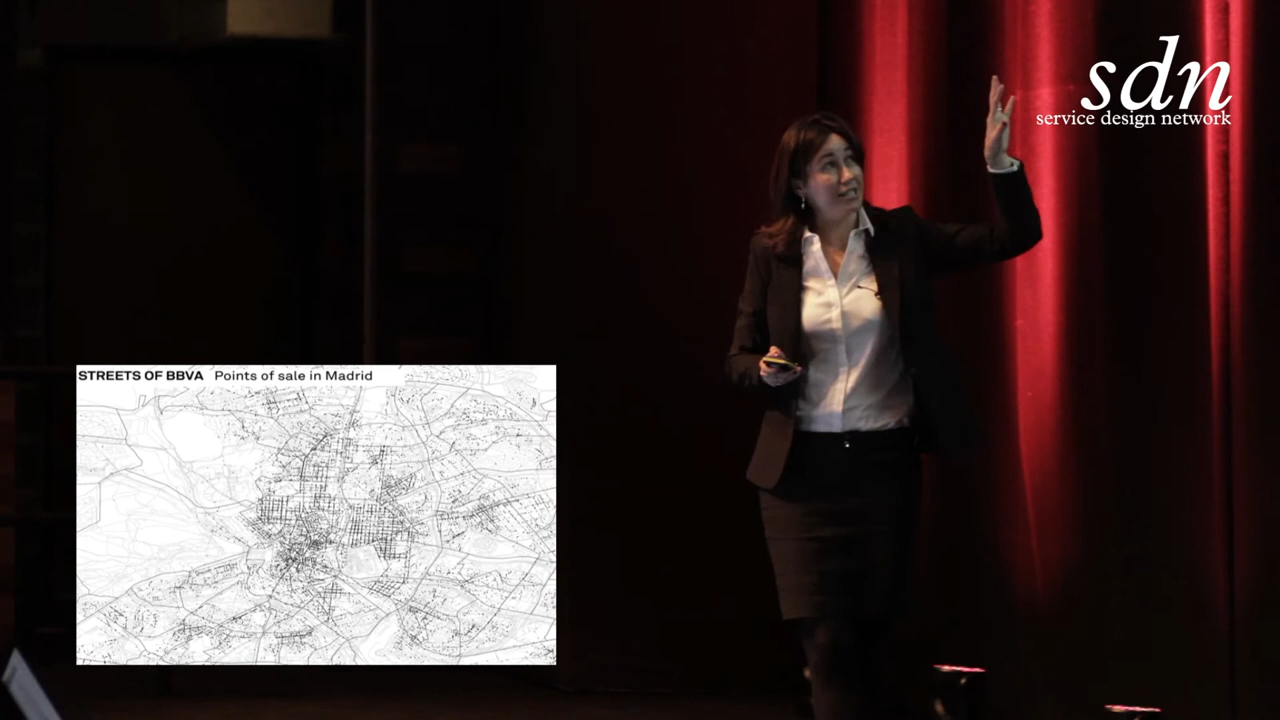 sdn
service design network
STREETS OF BBVA Points of sale in Madrid